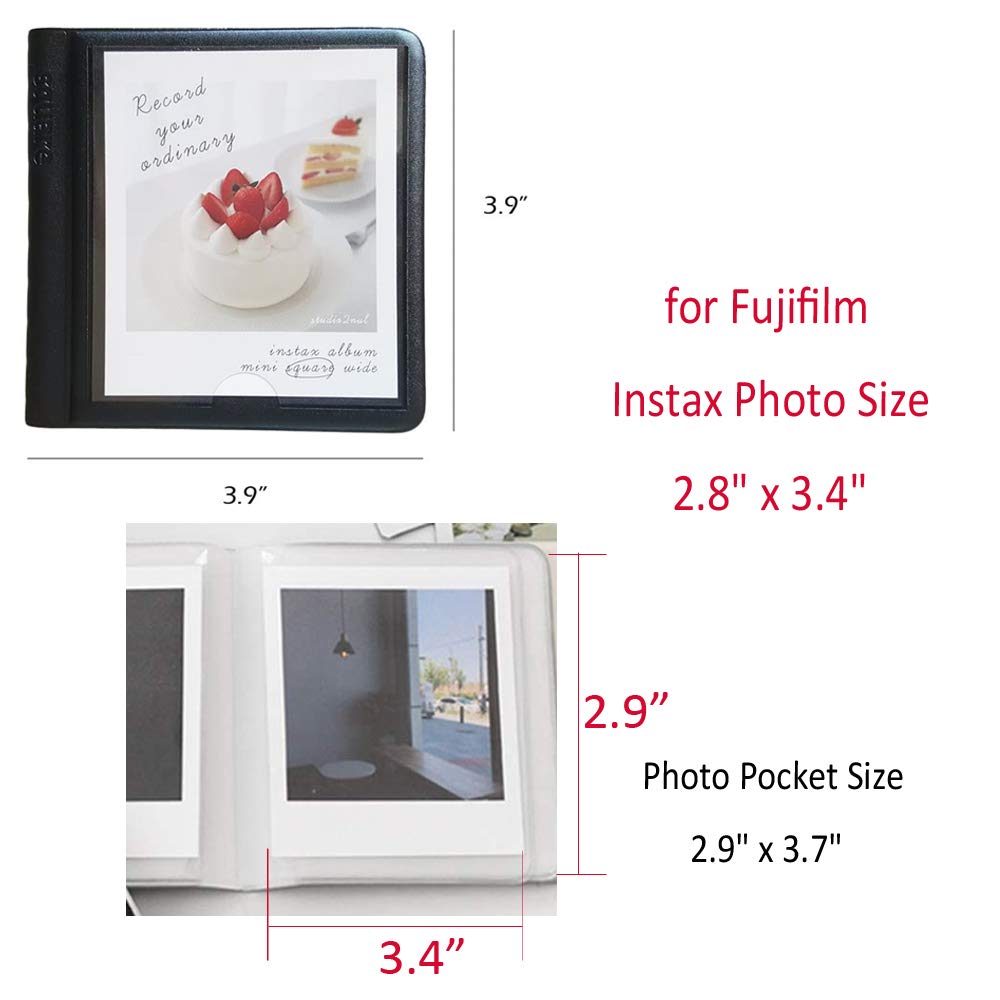 SQUARE
Record
your
ordinary
studio2nul
instax album
mini square wide
3.9”
3.9”
for Fujifilm
Instax Photo Size
2.8" x 3.4"
2.9”
Photo Pocket Size
2.9" x 3.7"
3.4”